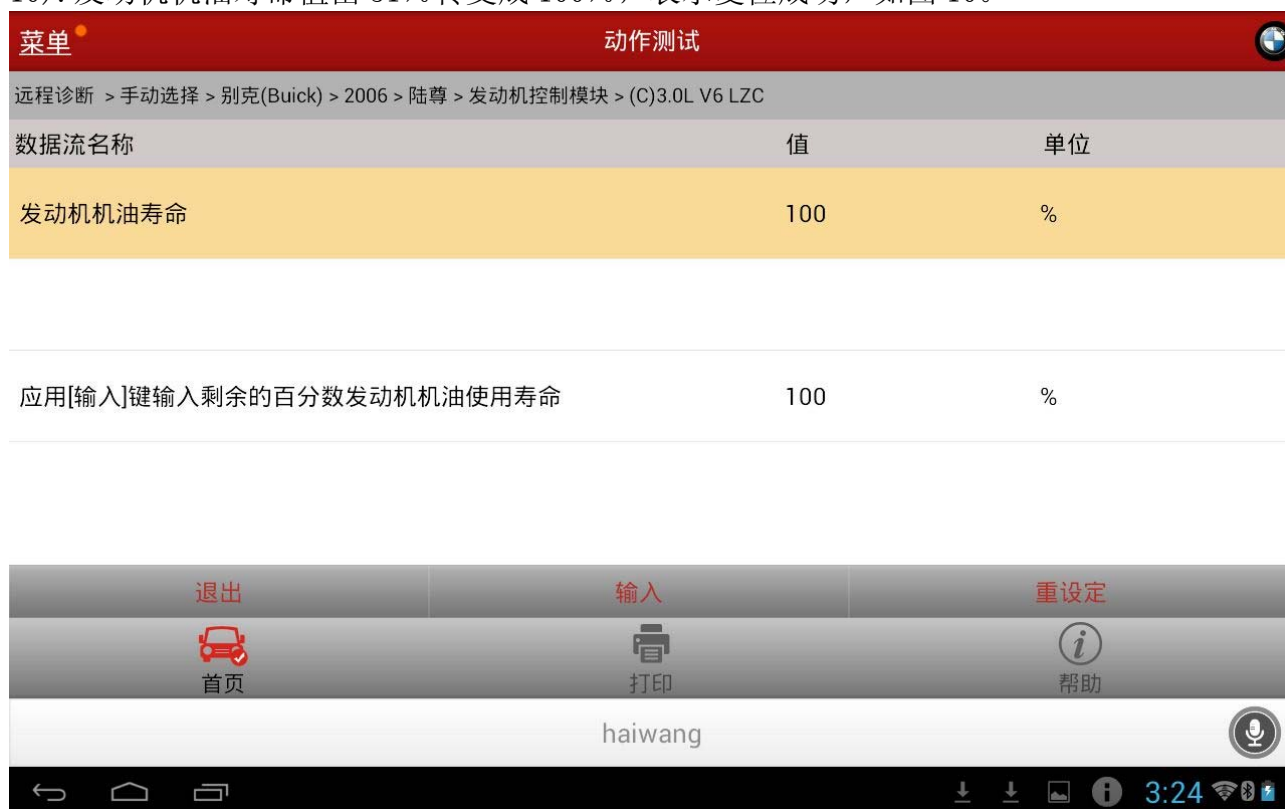 菜单
动作测试
远程诊断 > 手动选择 > 别克(Buick) > 2006 > 陆尊 > 发动机控制模块 > (C)3.0L V6 LZC
数据流名称 值 单位
发动机机油寿命 100 %
应用[输入]键输入剩余的百分数发动机机油使用寿命 100 %
退出 输入 重设定
首页 打印 帮助
haiwang
3:24